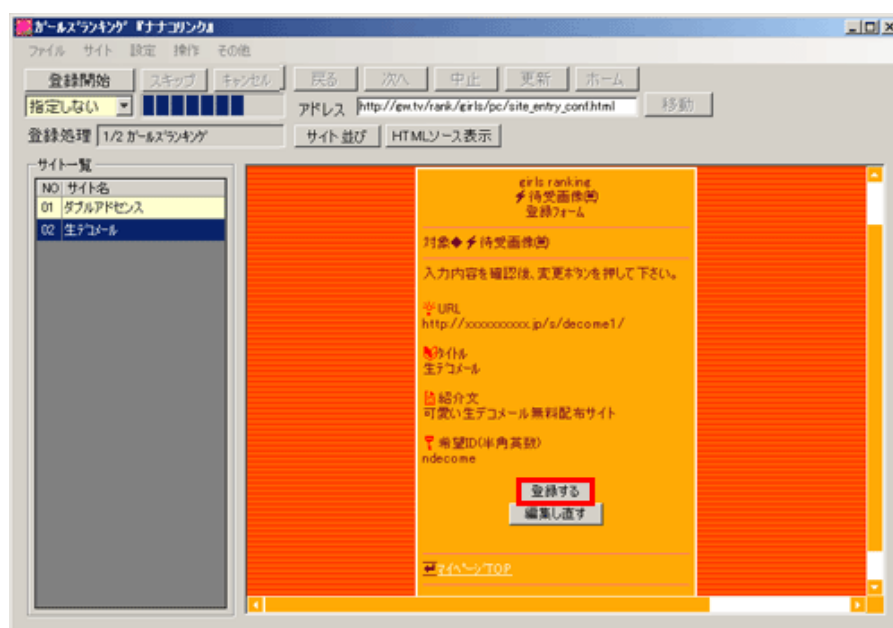 ガールズランキング 『ナナコリンク』
ファイル サイト 設定 操作 その他
登録開始 スキップ キャンセル 戻る 次へ 中止 更新 ホーム
指定しない アドレス http://ew.tv/rank/girls/pc/site_entry_conf.html 移動
登録処理 1/2 ガールズランキング サイト並び HTMLソース表示
サイト一覧
NO サイト名
01 ダブルアドセンス
02 生デコメール
girls ranking
待受画像
登録フォーム
対象◆待受画像
入力内容を確認後、変更ボタンを押して下さい。
URL
http://xxxxxxxxxx.jp/s/decome1/
タイトル
生デコメール
紹介文
可愛い生デコメール無料配布サイト
希望ID(半角英数)
ndecome
登録する
編集し直す
マイページTOP